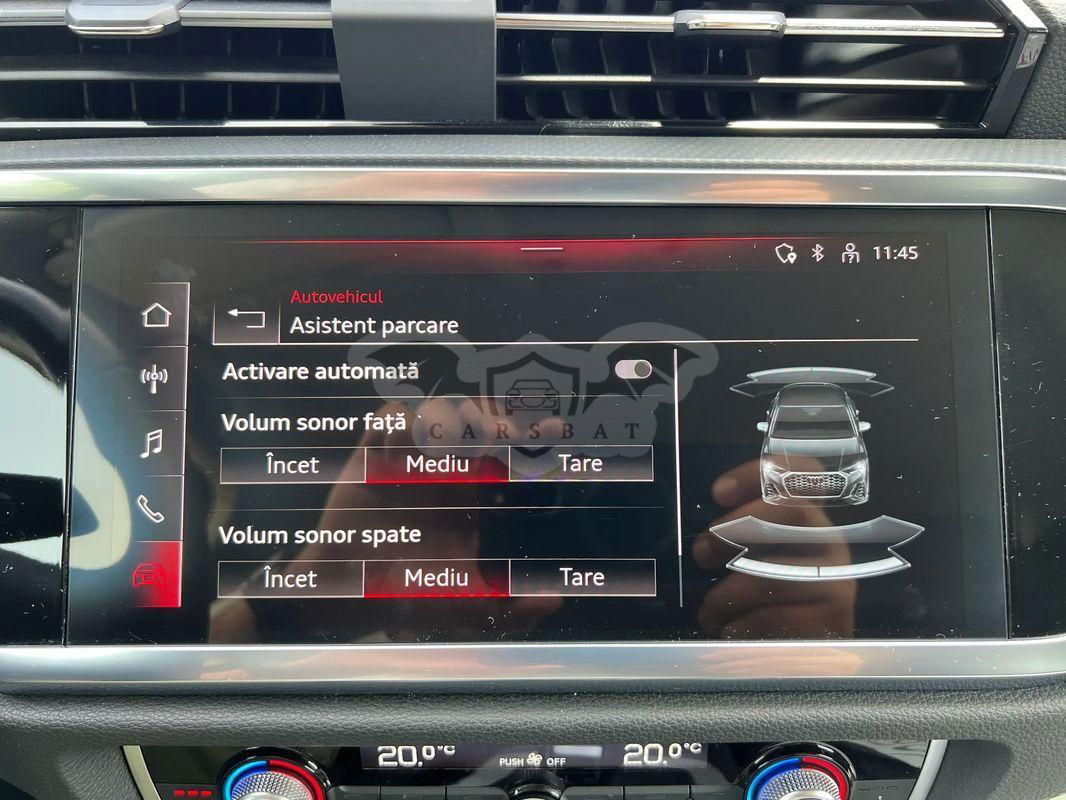 11:45
Autovehicul
Asistent parcare
Activare automată
Volum sonor față
CARSBAT
Încet Mediu Tare
Volum sonor spate
Încet Mediu Tare
20.0°C PUSH OFF 20.0°C